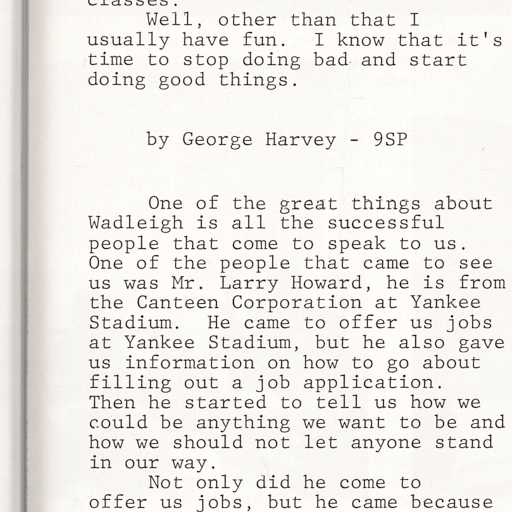 classes.
Well, other than that I
usually have fun.  I know that it's
time to stop doing bad and start
doing good things.
by George Harvey - 9SP
One of the great things about
Wadleigh is all the successful
people that come to speak to us.
One of the people that came to see
us was Mr. Larry Howard, he is from
the Canteen Corporation at Yankee
Stadium.  He came to offer us jobs
at Yankee Stadium, but he also gave
us information on how to go about
filling out a job application.
Then he started to tell us how we
could be anything we want to be and
how we should not let anyone stand
in our way.
Not only did he come to
offer us jobs, but he came because